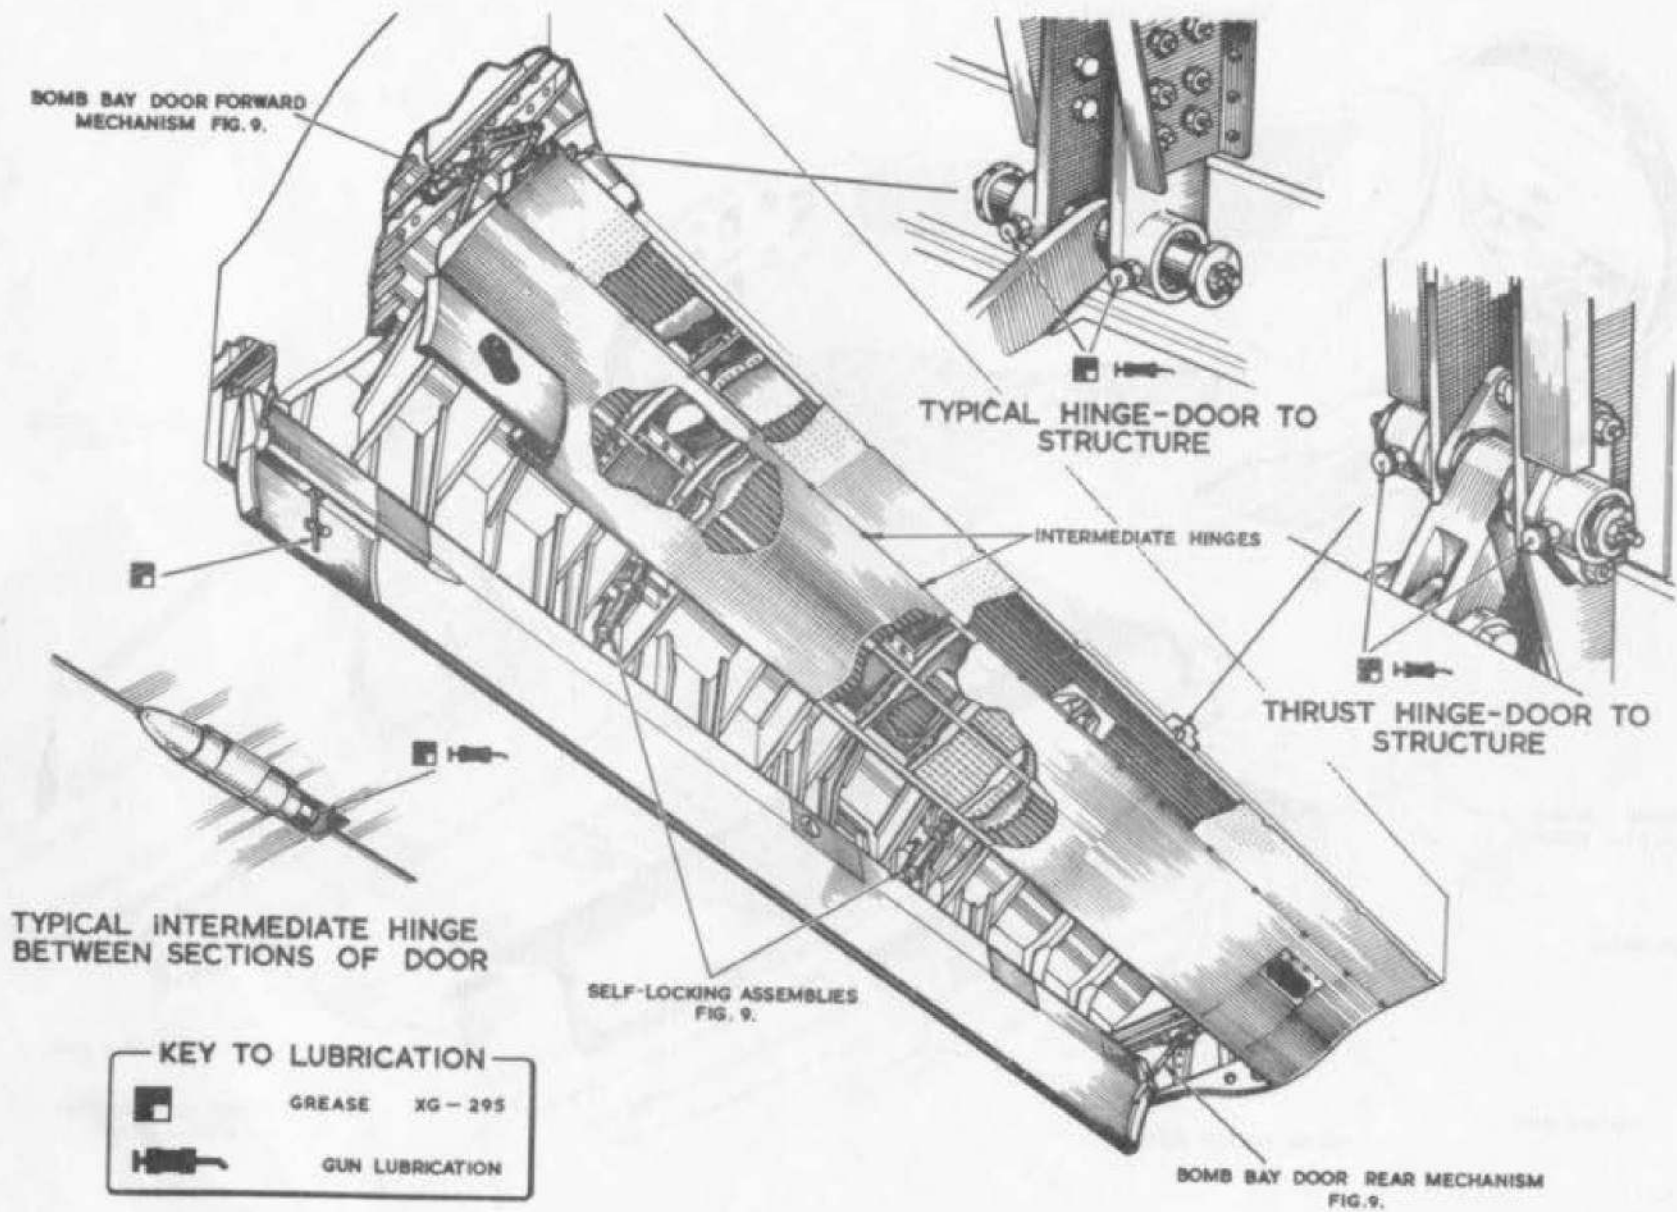 BOMB BAY DOOR FORWARD
MECHANISM FIG. 9.
TYPICAL HINGE-DOOR TO
STRUCTURE
INTERMEDIATE HINGES
THRUST HINGE-DOOR TO
STRUCTURE
TYPICAL INTERMEDIATE HINGE
BETWEEN SECTIONS OF DOOR
SELF-LOCKING ASSEMBLIES
FIG. 9.
KEY TO LUBRICATION
GREASE XG-295
GUN LUBRICATION
BOMB BAY DOOR REAR MECHANISM
FIG.9.